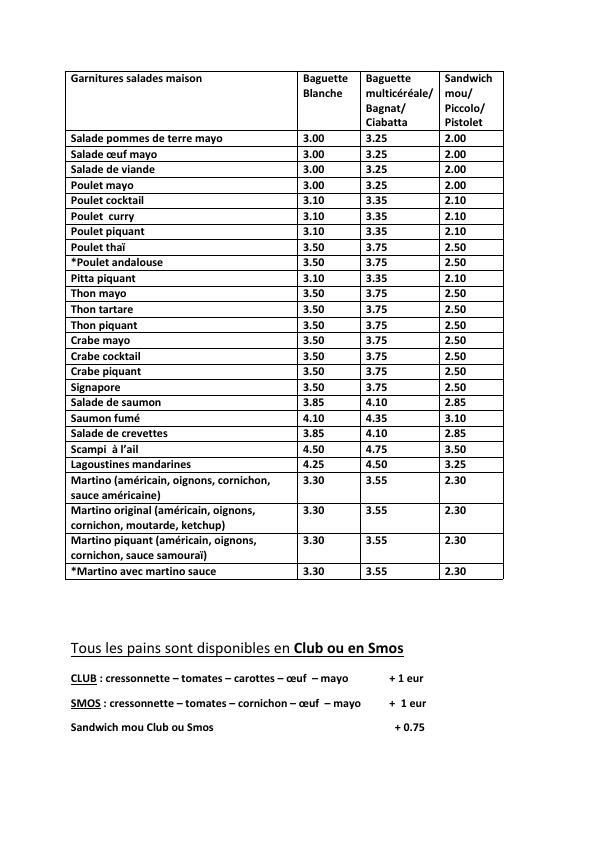 Garnitures salades maison Baguette Blanche Baguette multicéréale/ Bagnat/ Ciabatta Sandwich mou/ Piccolo/ Pistolet
Salade pommes de terre mayo 3.00 3.25 2.00
Salade œuf mayo 3.00 3.25 2.00
Salade de viande 3.00 3.25 2.00
Poulet mayo 3.00 3.25 2.00
Poulet cocktail 3.10 3.35 2.10
Poulet curry 3.10 3.35 2.10
Poulet piquant 3.10 3.35 2.10
Poulet thaï 3.50 3.75 2.50
*Poulet andalouse 3.50 3.75 2.50
Pitta piquant 3.10 3.35 2.10
Thon mayo 3.50 3.75 2.50
Thon tartare 3.50 3.75 2.50
Thon piquant 3.50 3.75 2.50
Crabe mayo 3.50 3.75 2.50
Crabe cocktail 3.50 3.75 2.50
Crabe piquant 3.50 3.75 2.50
Signapore 3.50 3.75 2.50
Salade de saumon 3.85 4.10 2.85
Saumon fumé 4.10 4.35 3.10
Salade de crevettes 3.85 4.10 2.85
Scampi à l’ail 4.50 4.75 3.50
Lagoustines mandarines 4.25 4.50 3.25
Martino (américain, oignons, cornichon, 3.30 3.55 2.30
sauce américaine)
Martino original (américain, oignons, 3.30 3.55 2.30
cornichon, moutarde, ketchup)
Martino piquant (américain, oignons, 3.30 3.55 2.30
cornichon, sauce samouraï)
*Martino avec martino sauce 3.30 3.55 2.30
Tous les pains sont disponibles en Club ou en Smos
CLUB : cressonnette – tomates – carottes – œuf – mayo + 1 eur
SMOS : cressonnette – tomates – cornichon – œuf – mayo + 1 eur
Sandwich mou Club ou Smos + 0.75